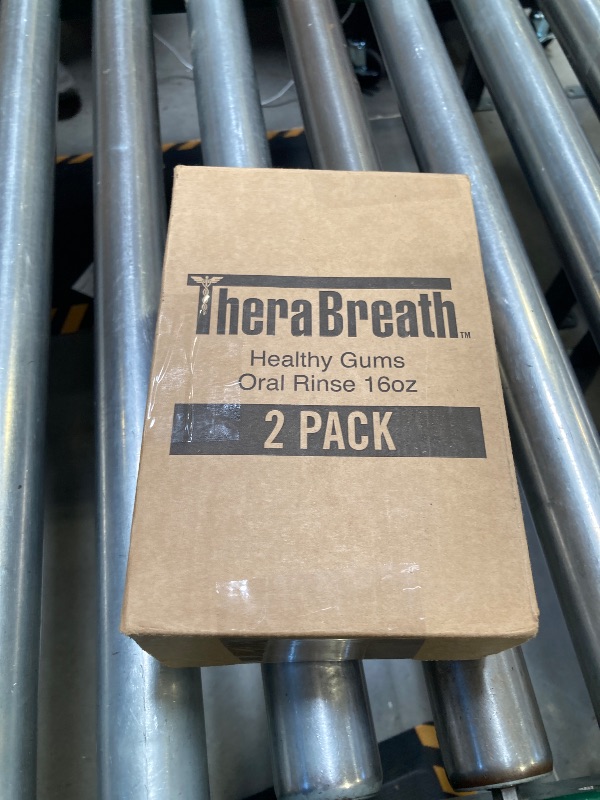 TheraBreath™
Healthy Gums
Oral Rinse 16oz
2 PACK